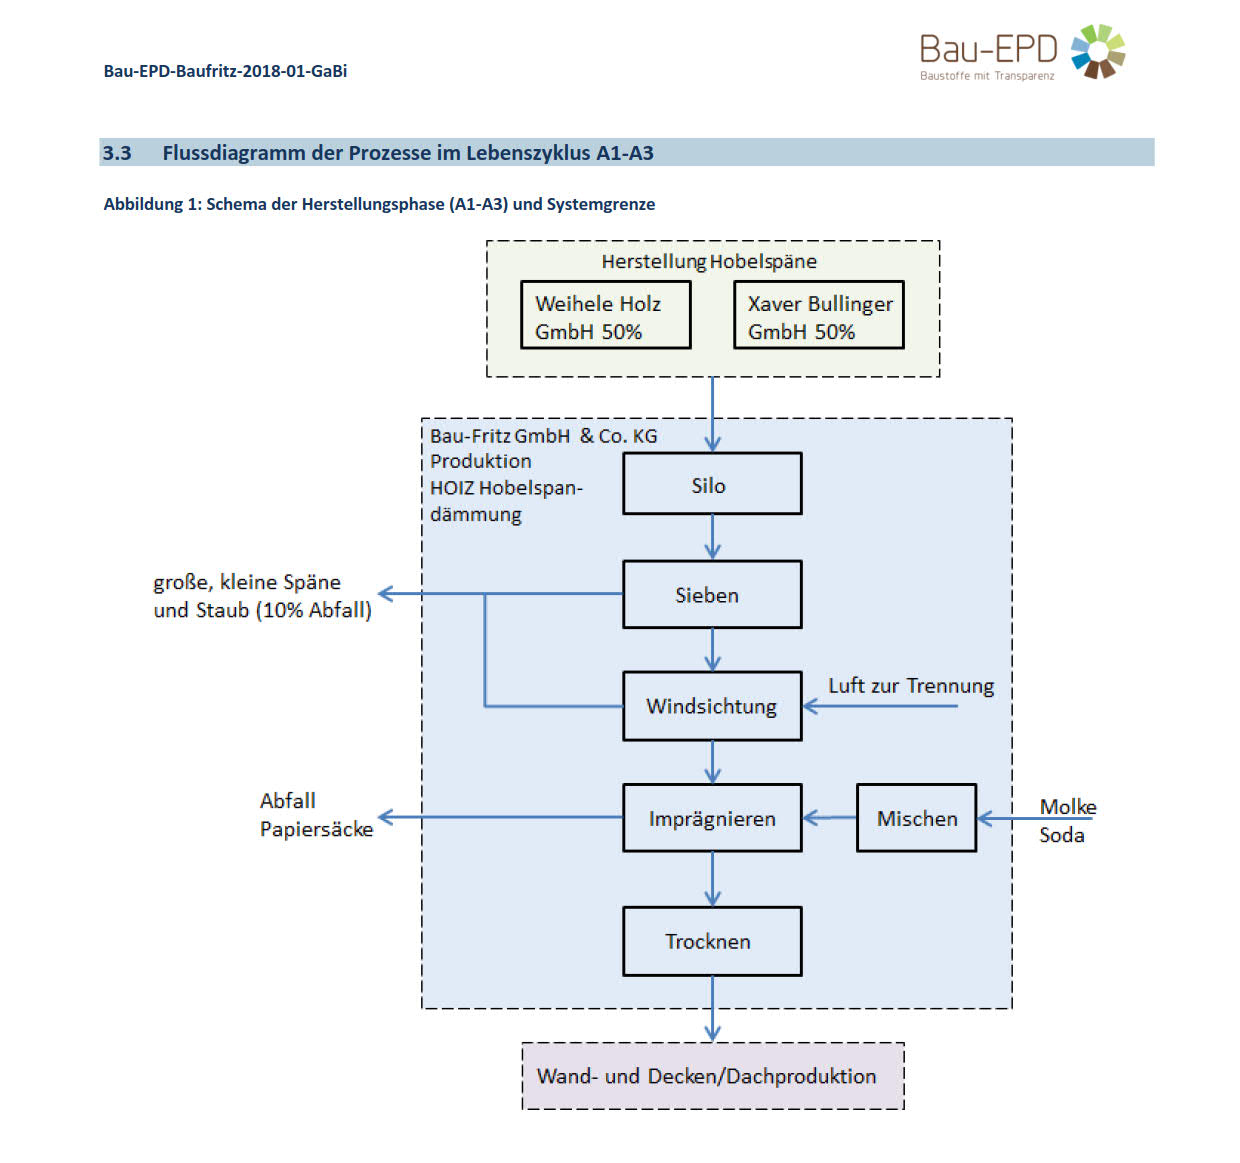 Bau-EPD-Baufritz-2018-01-GaBi
Bau-EPD
Baustoffe mit Transparenz
3.3 Flussdiagramm der Prozesse im Lebenszyklus A1-A3
Abbildung 1: Schema der Herstellungsphase (A1-A3) und Systemgrenze
Herstellung Hobelspäne
Weihele Holz
GmbH 50%
Xaver Bullinger
GmbH 50%
Bau-Fritz GmbH & Co. KG
Produktion
HOIZ Hobelspan-
dämmung
Silo
Sieben
große, kleine Späne
und Staub (10% Abfall)
Windsichtung
Luft zur Trennung
Abfall
Papiersäcke
Imprägnieren
Mischen
Molke
Soda
Trocknen
Wand- und Decken/Dachproduktion